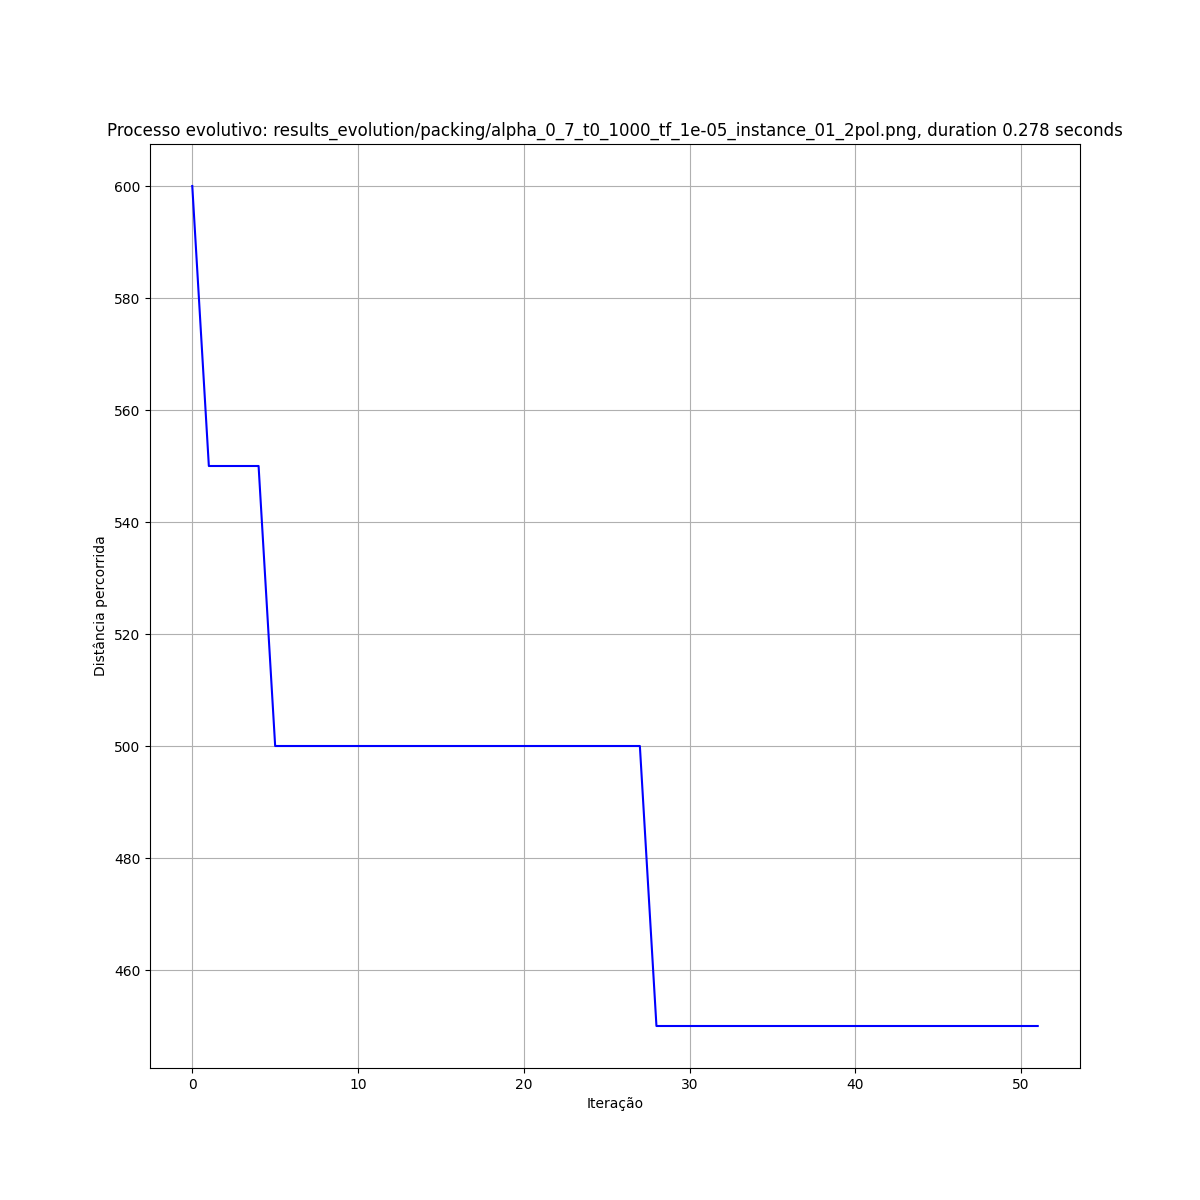 Processo evolutivo: results_evolution/packing/alpha_0_7_t0_1000_tf_1e-05_instance_01_2pol.png, duration 0.278 seconds
600
580
560
540
520
500
480
460
Distância percorrida
0 10 20 30 40 50
Iteração